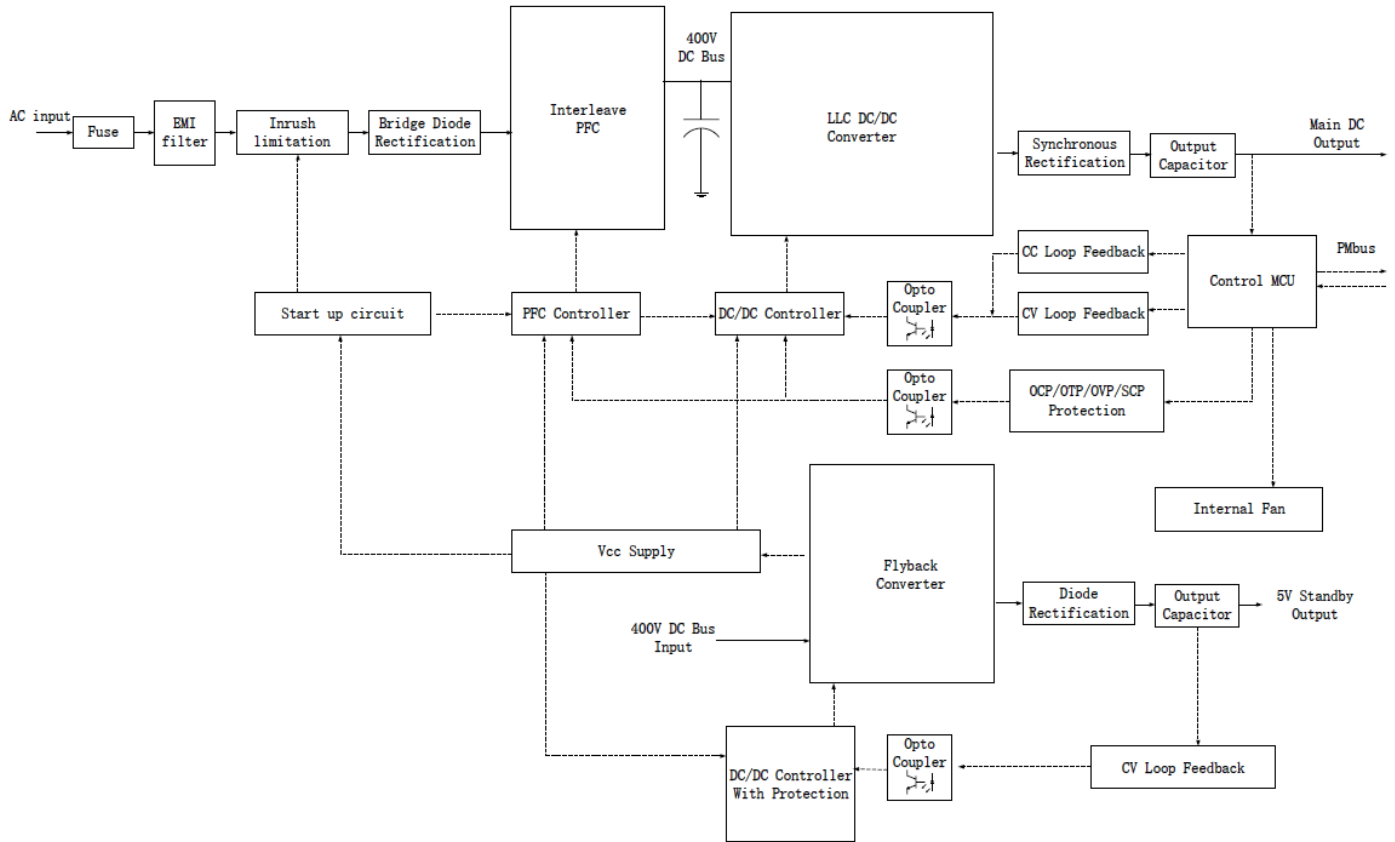 400V
DC Bus
AC input
Fuse
EMI
filter
Inrush
limitation
Bridge Diode
Rectification
Interleave
PFC
LLC DC/DC
Converter
Synchronous
Rectification
Output
Capacitor
Main DC
Output
CC Loop Feedback
PMbus
Control MCU
Start up circuit
PFC Controller
DC/DC Controller
Opto
Coupler
CV Loop Feedback
Opto
Coupler
OCP/OTP/OVP/SCP
Protection
Internal Fan
Vcc Supply
Flyback
Converter
Diode
Rectification
Output
Capacitor
5V Standby
Output
400V DC Bus
Input
DC/DC Controller
With Protection
Opto
Coupler
CV Loop Feedback